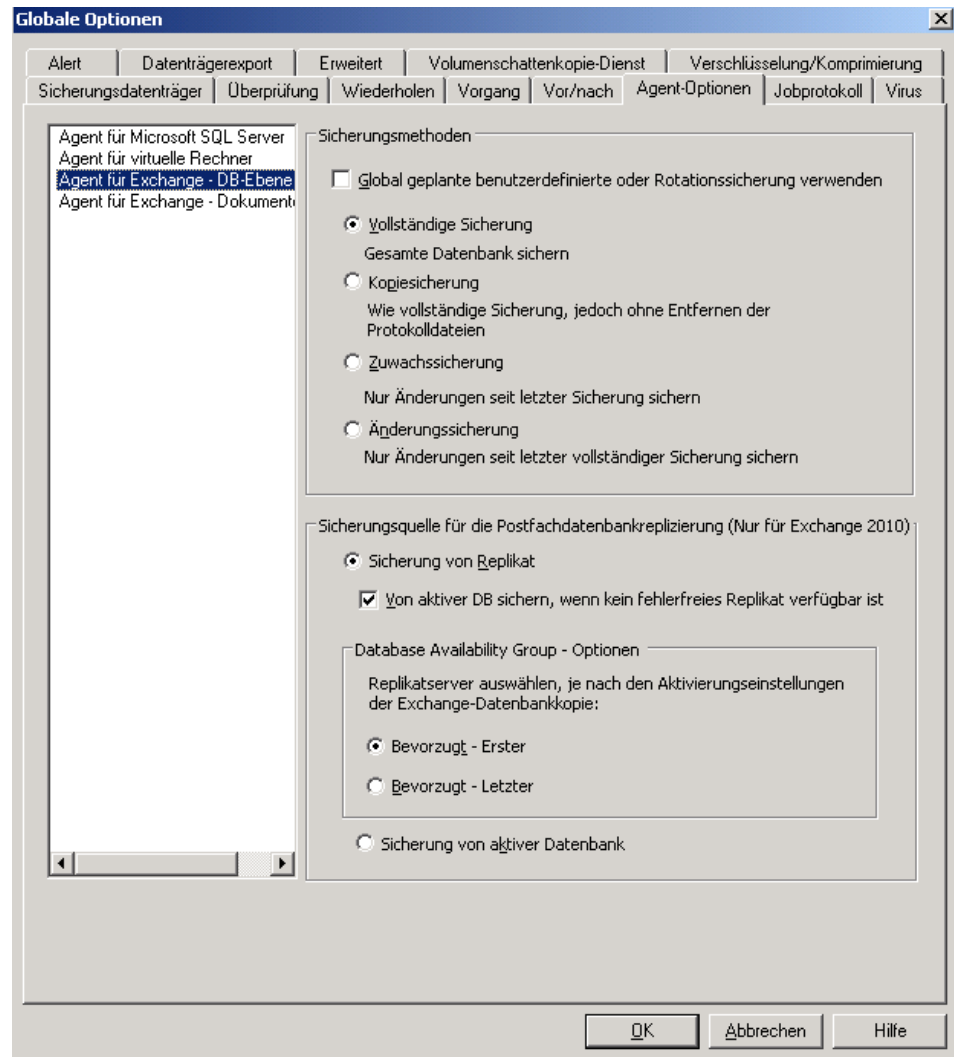 Globale Optionen
Alert
Datenträgerexport
Erweitert
Volumenschattenkopie-Dienst
Verschlüsselung/Komprimierung
Sicherungsdatenträger
Überprüfung
Wiederholen
Vorgang
Vor/nach
Agent-Optionen
Jobprotokoll
Virus
Agent für Microsoft SQL Server
Agent für virtuelle Rechner
Agent für Exchange - DB-Ebene
Agent für Exchange - Dokument
Sicherungsmethoden
Global geplante benutzerdefinierte oder Rotationssicherung verwenden
Vollständige Sicherung
Gesamte Datenbank sichern
Kopiesicherung
Wie vollständige Sicherung, jedoch ohne Entfernen der
Protokolldateien
Zuwachssicherung
Nur Änderungen seit letzter Sicherung sichern
Änderungssicherung
Nur Änderungen seit letzter vollständiger Sicherung sichern
Sicherungsquelle für die Postfachdatenbankreplizierung (Nur für Exchange 2010)
Sicherung von Replikat
Von aktiver DB sichern, wenn kein fehlerfreies Replikat verfügbar ist
Database Availability Group - Optionen
Replikatserver auswählen, je nach den Aktivierungseinstellungen
der Exchange-Datenbankkopie:
Bevorzugt - Erster
Bevorzugt - Letzter
Sicherung von aktiver Datenbank
OK
Abbrechen
Hilfe